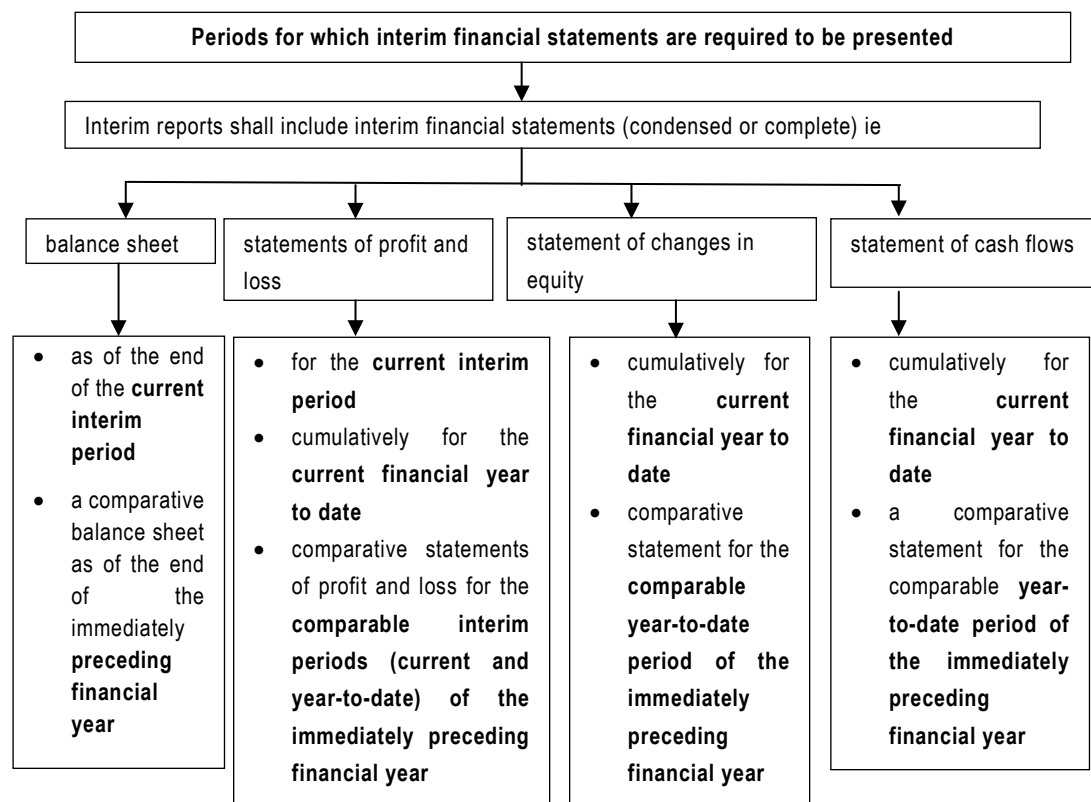 Periods for which interim financial statements are required to be presented
Interim reports shall include interim financial statements (condensed or complete) ie
balance sheet
statements of profit and
loss
statement of changes in
equity
statement of cash flows
• as of the end
of the current
interim
period
• a comparative
balance sheet
as of the end
of the
immediately
preceding
financial
year
• for the current interim
period
• cumulatively for the
current financial year
to date
• comparative statements
of profit and loss for the
comparable interim
periods (current and
year-to-date) of the
immediately preceding
financial year
• cumulatively for
the current
financial year to
date
• comparative
statement for the
comparable
year-to-date
period of the
immediately
preceding
financial year
• cumulatively for
the current
financial year to
date
• a comparative
statement for the
comparable year-
to-date period of
the immediately
preceding
financial year